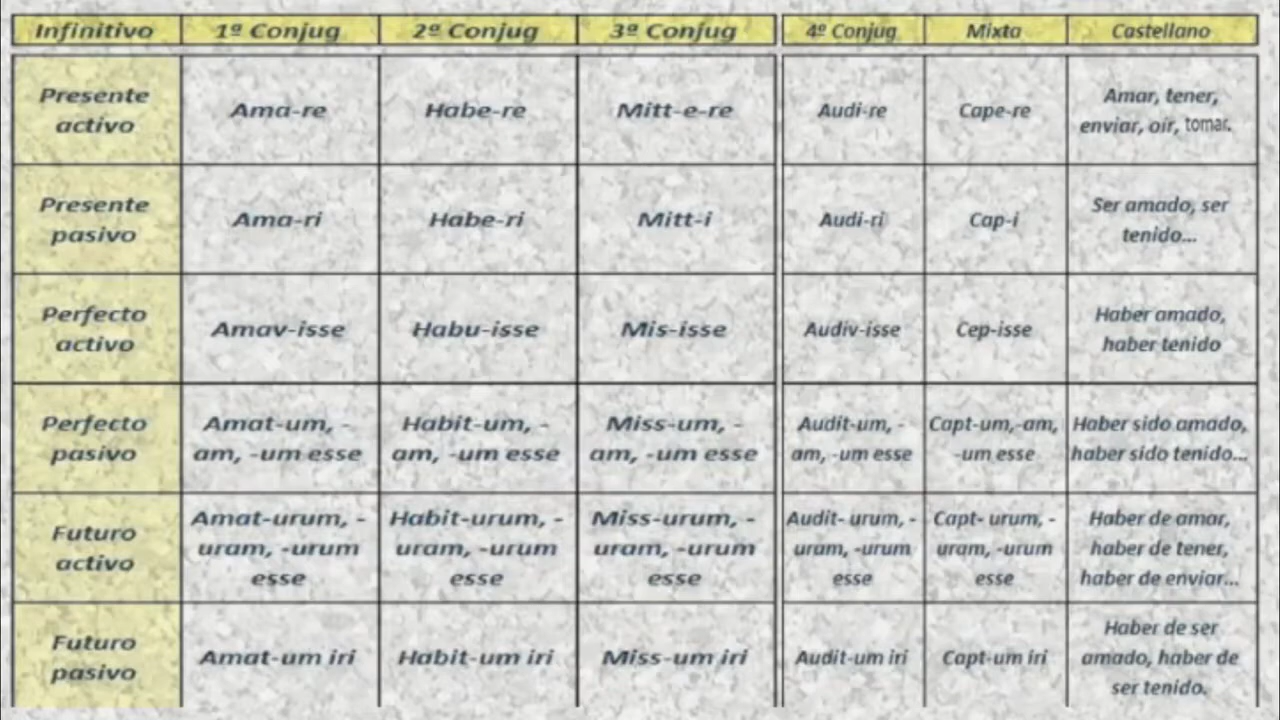 Infinitivo 1ª Conjug 2ª Conjug 3ª Conjug 4ª Conjug Mixta Castellano
Presente
activo
Ama-re
Habe-re
Mitt-e-re
Audi-re
Cape-re
Amar, tener,
enviar, oir, tomar.
Presente
pasivo
Ama-ri
Habe-ri
Mitt-i
Audi-ri
Cap-i
Ser amado, ser
tenido...
Perfecto
activo
Amav-isse
Habu-isse
Mis-isse
Audiv-isse
Cep-isse
Haber amado,
haber tenido
Perfecto
pasivo
Amat-um, -
am, -um esse
Habit-um, -
am, -um esse
Miss-um, -
am, -um esse
Audit-um, -
am, -um esse
Capt-um,-am,
-um esse
Haber sido amado,
haber sido tenido...
Futuro
activo
Amat-urum, -
uram, -urum
esse
Habit-urum, -
uram, -urum
esse
Miss-urum, -
uram, -urum
esse
Audit- urum, -
uram, -urum
esse
Capt- urum, -
uram, -urum
esse
Haber de amar,
haber de tener,
haber de enviar...
Futuro
pasivo
Amat-um iri
Habit-um iri
Miss-um iri
Audit-um iri
Capt-um iri
Haber de ser
amado, haber de
ser tenido.